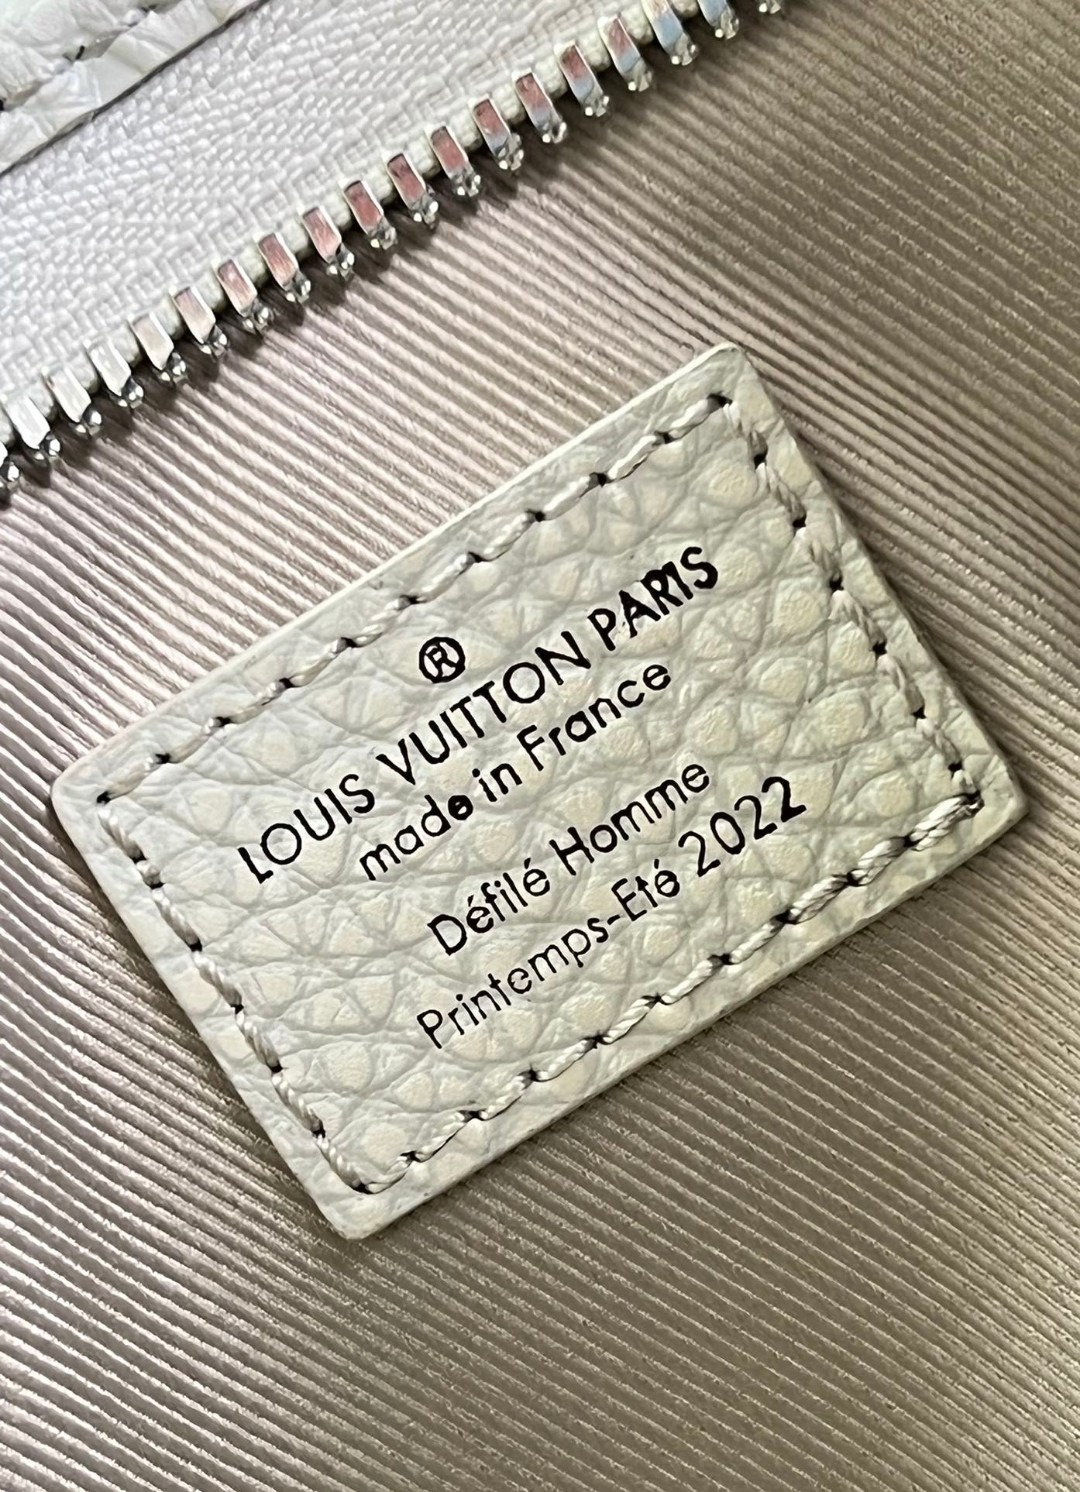 ®
LOUIS VUITTON PARIS
made in France
Défilé Homme
Printemps-Eté 2022